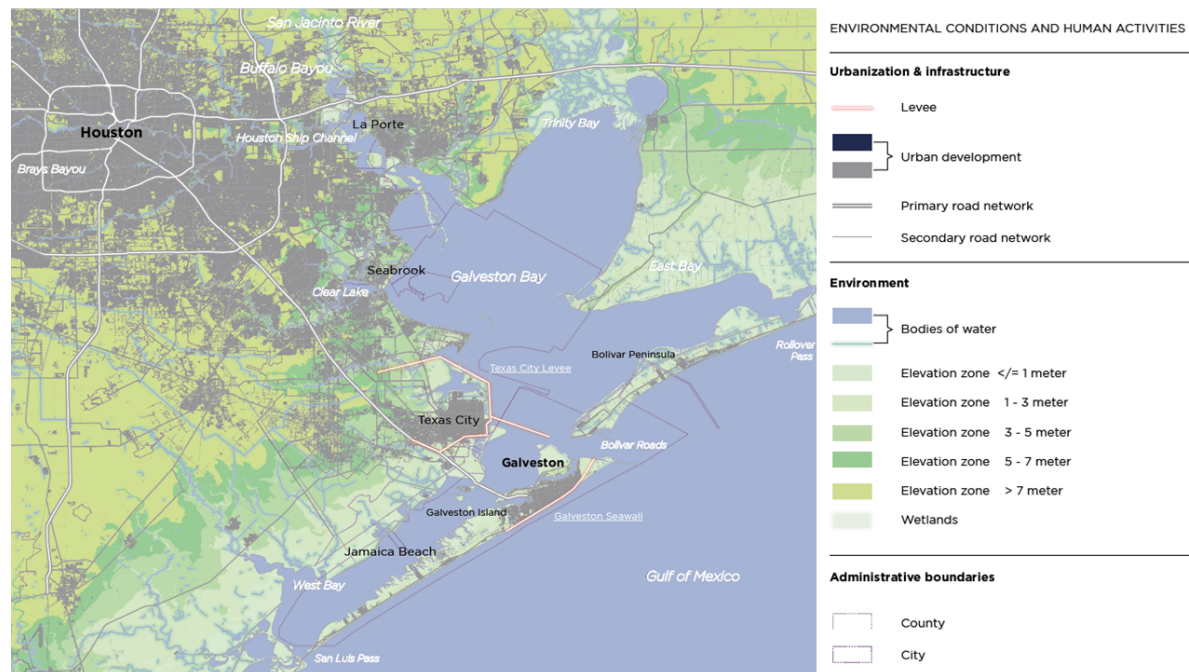 San Jacinto River
Buffalo Bayou
La Porte
Trinity Bay
Houston
Houston Ship Channel
Brays Bayou
Seabrook
Galveston Bay
East Bay
Clear Lake
Rollover
Pass
Bolivar Peninsula
Texas City Levee
Texas City
Bolivar Roads
Galveston
Galveston Island
Galveston Seawall
Jamaica Beach
West Bay
Gulf of Mexico
San Luis Pass
ENVIRONMENTAL CONDITIONS AND HUMAN ACTIVITIES
Urbanization & infrastructure
Levee
Urban development
Primary road network
Secondary road network
Environment
Bodies of water
Elevation zone </= 1 meter
Elevation zone 1 - 3 meter
Elevation zone 3 - 5 meter
Elevation zone 5 - 7 meter
Elevation zone > 7 meter
Wetlands
Administrative boundaries
County
City